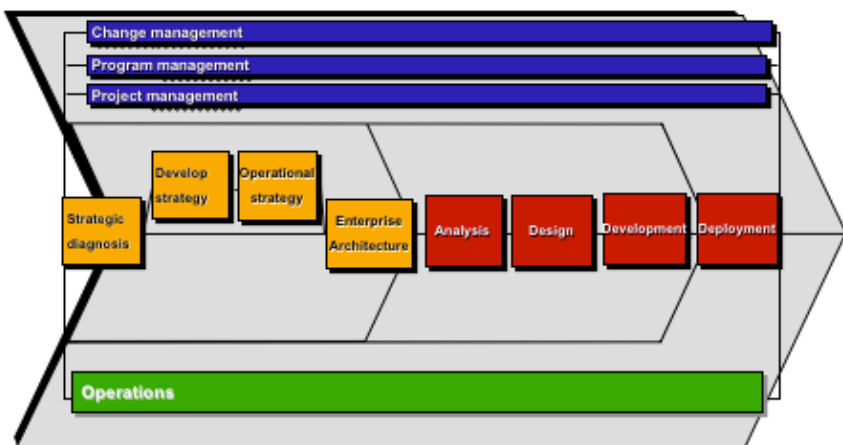 Change management
Program management
Project management
Develop
strategy
Operational
strategy
Strategic
diagnosis
Enterprise
Architecture
Analysis
Design
Development
Deployment
Operations